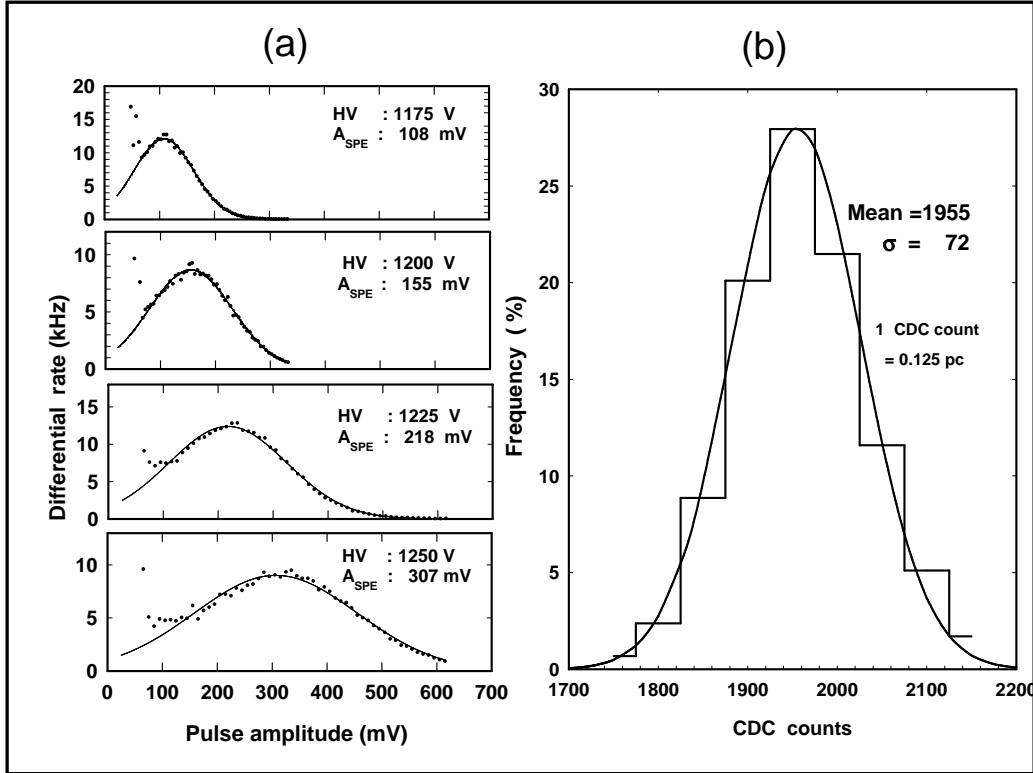 (a)
Differential rate (kHz)
20
15
10
5
0
HV : 1175 V
A_SPE : 108 mV
10
5
0
HV : 1200 V
A_SPE : 155 mV
15
10
5
0
HV : 1225 V
A_SPE : 218 mV
10
5
0
HV : 1250 V
A_SPE : 307 mV
0 100 200 300 400 500 600 700
Pulse amplitude (mV)
(b)
Frequency ( %)
30
25
20
15
10
5
0
Mean =1955
σ = 72
1 CDC count
= 0.125 pc
1700 1800 1900 2000 2100 2200
CDC counts